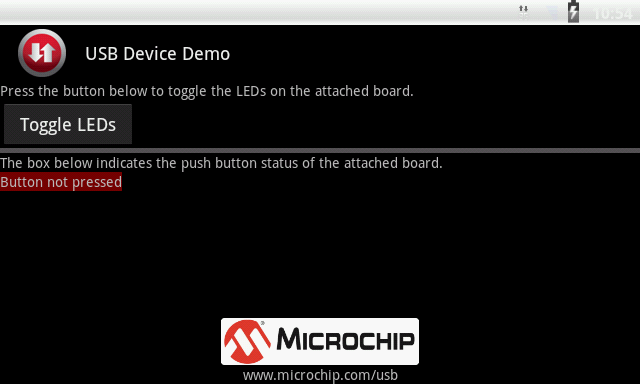 10:54
USB Device Demo
Press the button below to toggle the LEDs on the attached board.
Toggle LEDs
The box below indicates the push button status of the attached board.
Button not pressed
MICROCHIP
www.microchip.com/usb